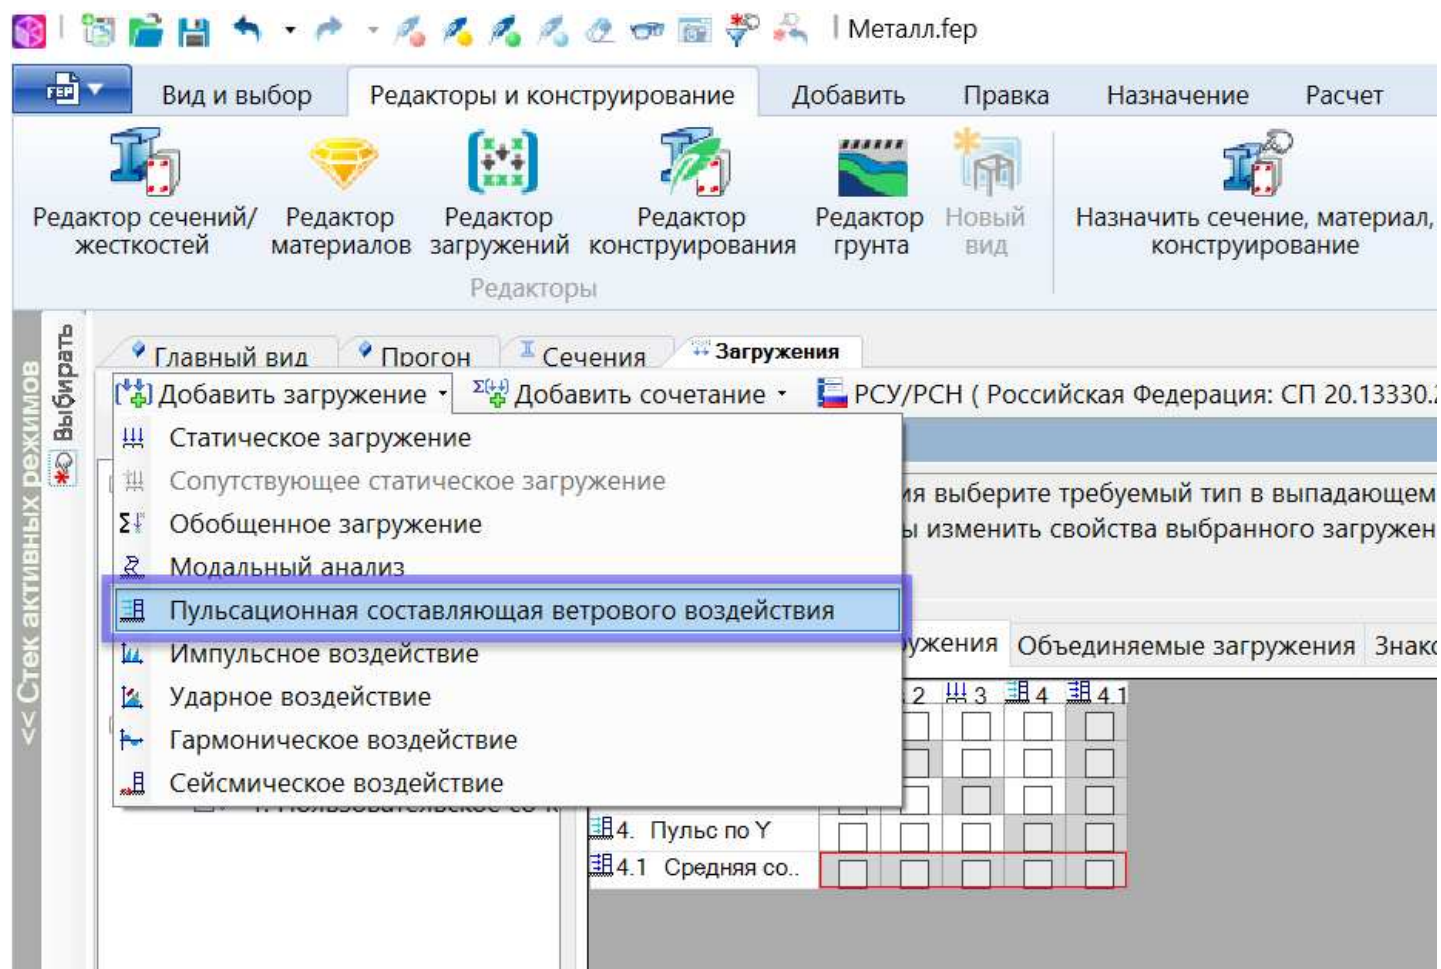 Металл.fep
FEP
Вид и выбор
Редакторы и конструирование
Добавить
Правка
Назначение
Расчет
Редактор сечений/
жесткостей
Редактор
материалов
Редактор
загружений
Редактор
конструирования
Редактор
грунта
Новый
вид
Назначить сечение, материал,
конструирование
Редакторы
<< Стек активных режимов
Выбирать
Главный вид
Прогон
Сечения
Загружения
Добавить загружение
Добавить сочетание
РСУ/РСН ( Российская Федерация: СП 20.13330.2
Статическое загружение
Сопутствующее статическое загружение
Обобщенное загружение
Модальный анализ
Пульсационная составляющая ветрового воздействия
Импульсное воздействие
Ударное воздействие
Гармоническое воздействие
Сейсмическое воздействие
ия выберите требуемый тип в выпадающем
ы изменить свойства выбранного загружен
ужения
Объединяемые загружения
Знако
2 3 4 4.1
4. Пульс по Y
4.1 Средняя со..